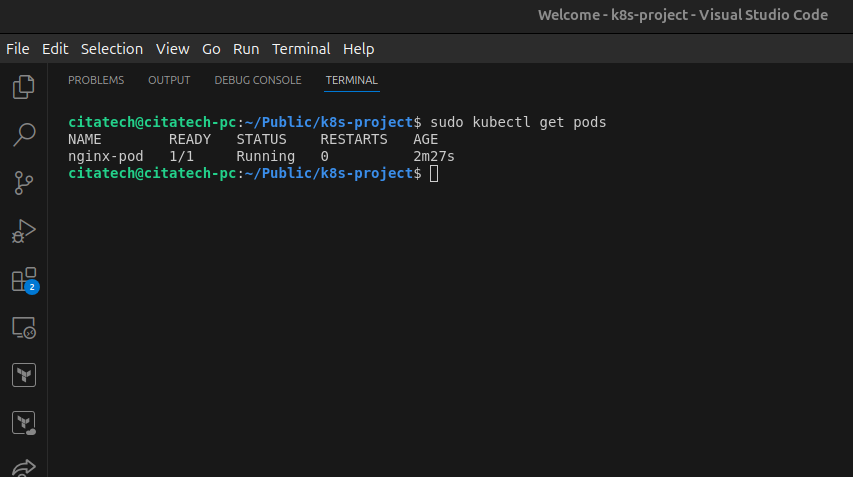 Welcome - k8s-project - Visual Studio Code
File Edit Selection View Go Run Terminal Help
PROBLEMS OUTPUT DEBUG CONSOLE TERMINAL
citatech@citatech-pc:~/Public/k8s-project$ sudo kubectl get pods
NAME READY STATUS RESTARTS AGE
nginx-pod 1/1 Running 0 2m27s
citatech@citatech-pc:~/Public/k8s-project$
2